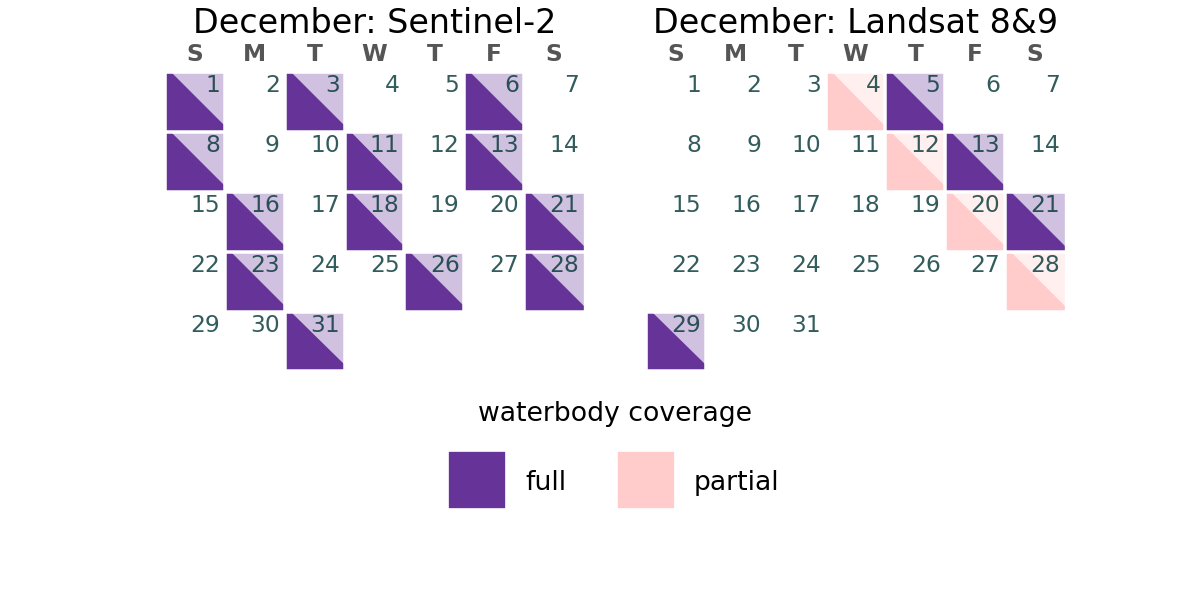 December: Sentinel-2
S M T W T F S
1 2 3 4 5 6 7
8 9 10 11 12 13 14
15 16 17 18 19 20 21
22 23 24 25 26 27 28
29 30 31
December: Landsat 8&9
S M T W T F S
1 2 3 4 5 6 7
8 9 10 11 12 13 14
15 16 17 18 19 20 21
22 23 24 25 26 27 28
29 30 31
waterbody coverage
full partial